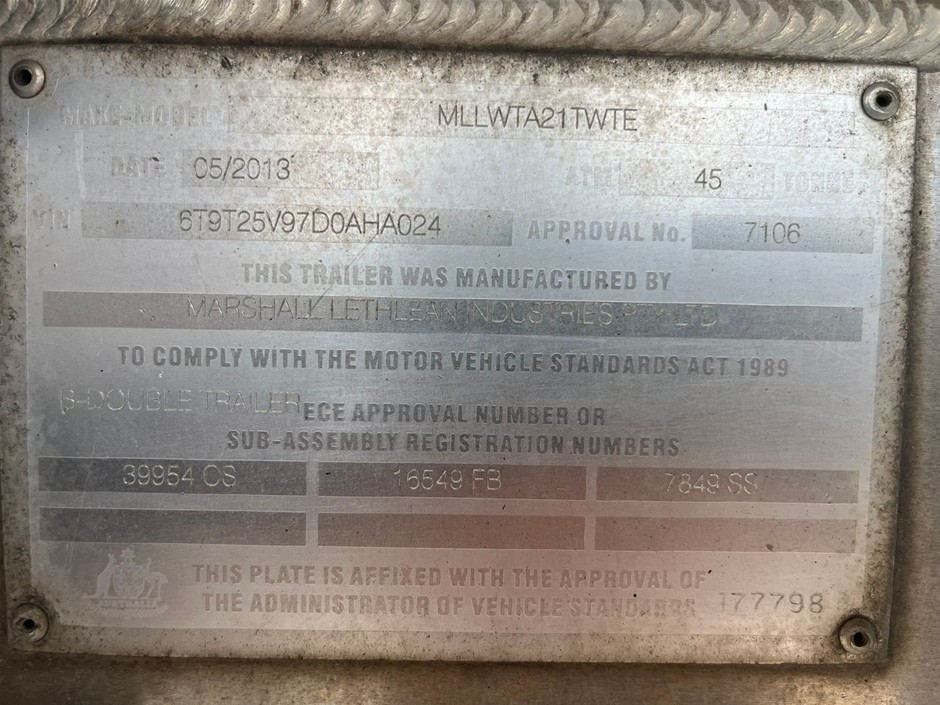 MAKE-MODEL MLLWTA21TWTE
DATE 05/2013 ATM 45 TONNE
VIN 6T9T25V97D0AHA024 APPROVAL No. 7106
THIS TRAILER WAS MANUFACTURED BY
MARSHALL LETHLEAN INDUSTRIES PTY LTD
TO COMPLY WITH THE MOTOR VEHICLE STANDARDS ACT 1989
B-DOUBLE TRAILER ECE APPROVAL NUMBER OR
SUB-ASSEMBLY REGISTRATION NUMBERS
39954 CS 16549 FB 7849 SS
THIS PLATE IS AFFIXED WITH THE APPROVAL OF
THE ADMINISTRATOR OF VEHICLE STANDARDS 177798
AUSTRALIA